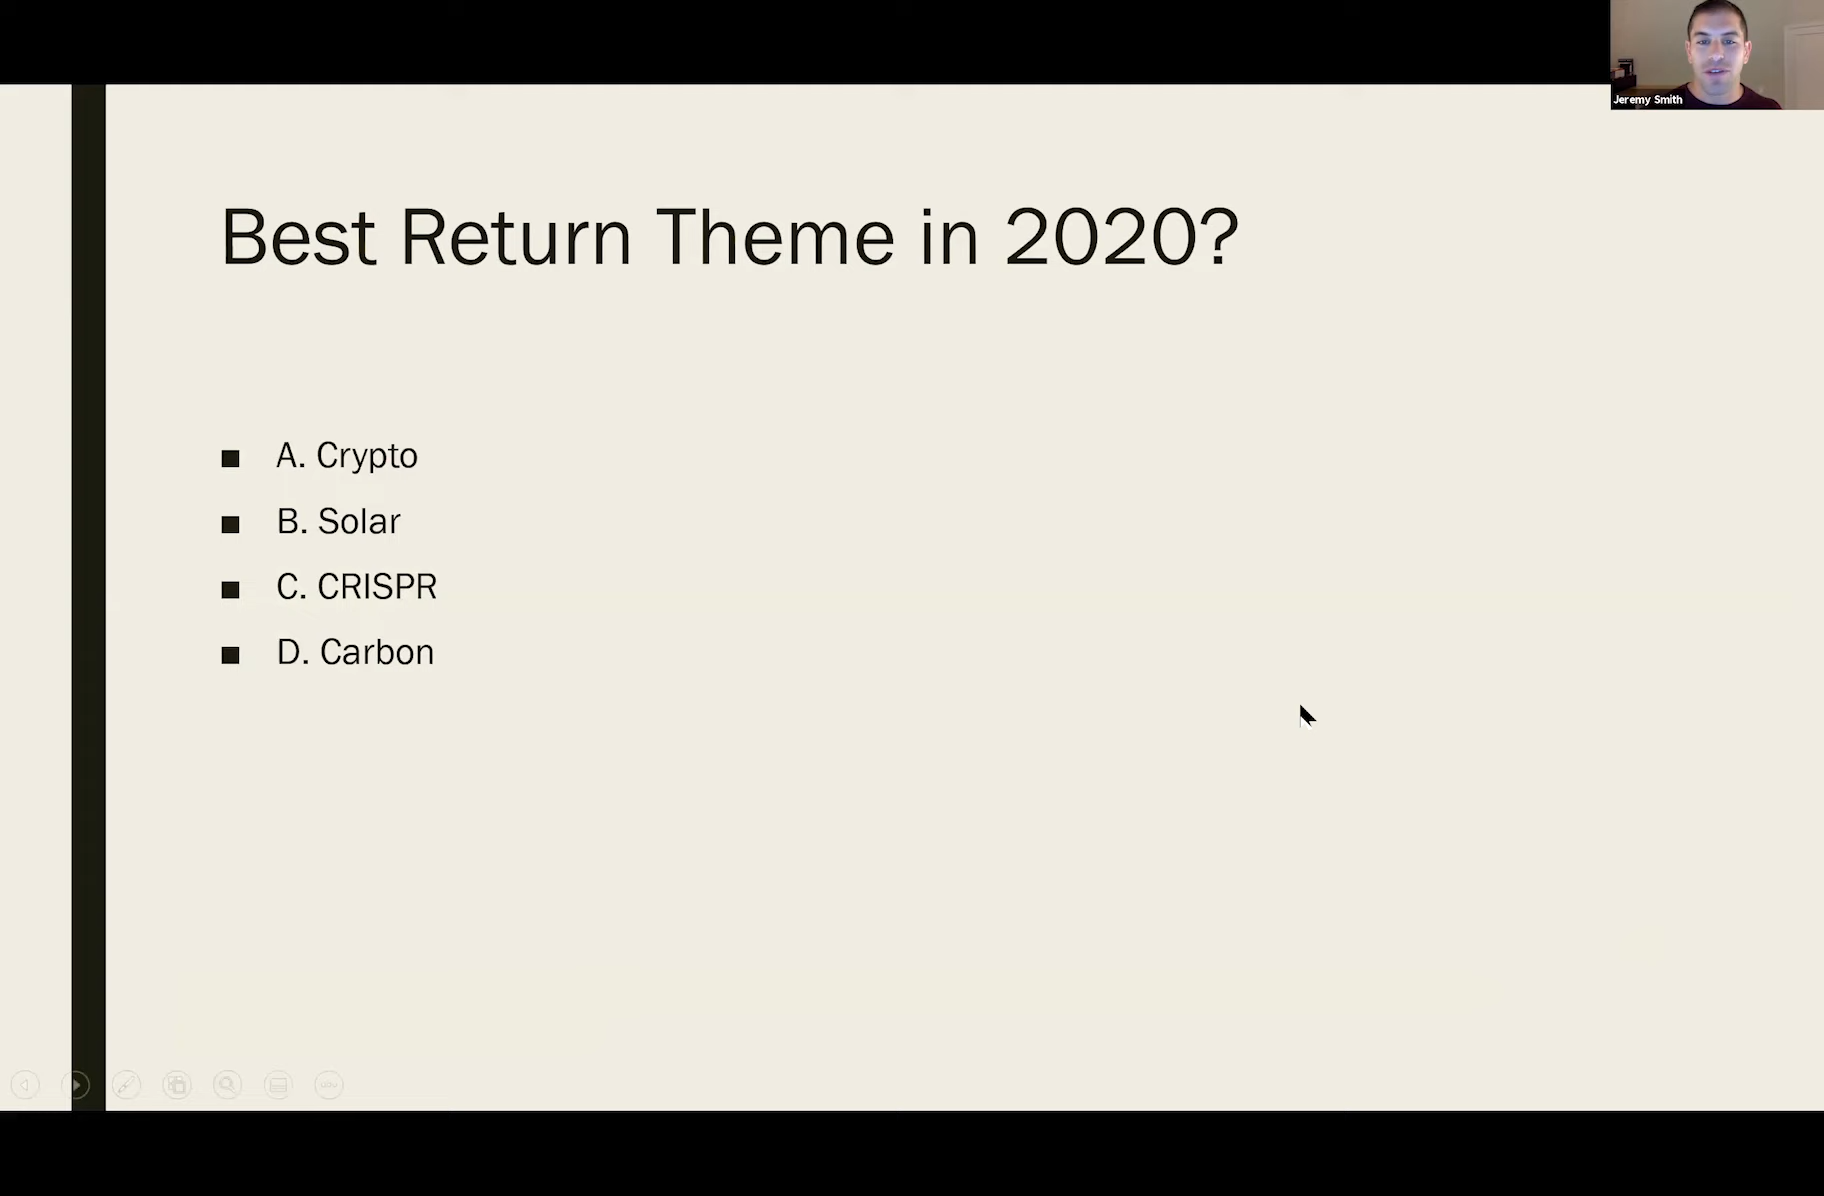 Jeremy Smith
Best Return Theme in 2020?
A. Crypto
B. Solar
C. CRISPR
D. Carbon